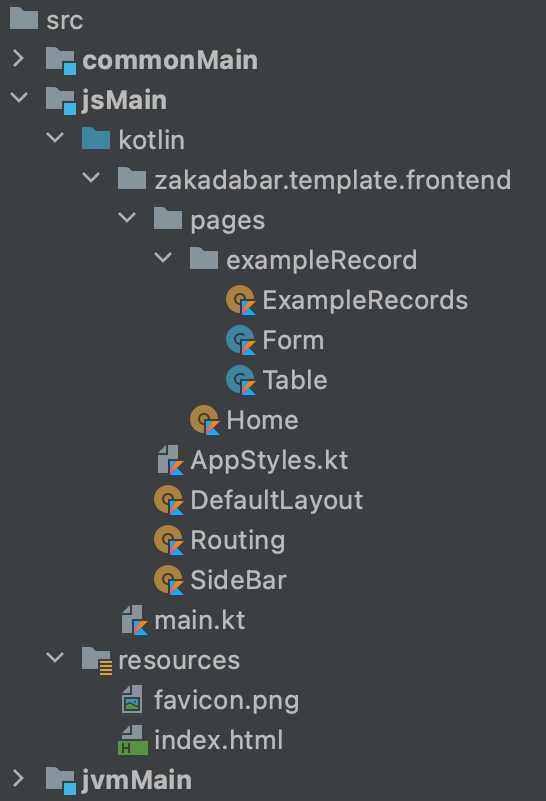 src
commonMain
jsMain
kotlin
zakadabar.template.frontend
pages
exampleRecord
ExampleRecords
Form
Table
Home
AppStyles.kt
DefaultLayout
Routing
SideBar
main.kt
resources
favicon.png
index.html
jvmMain